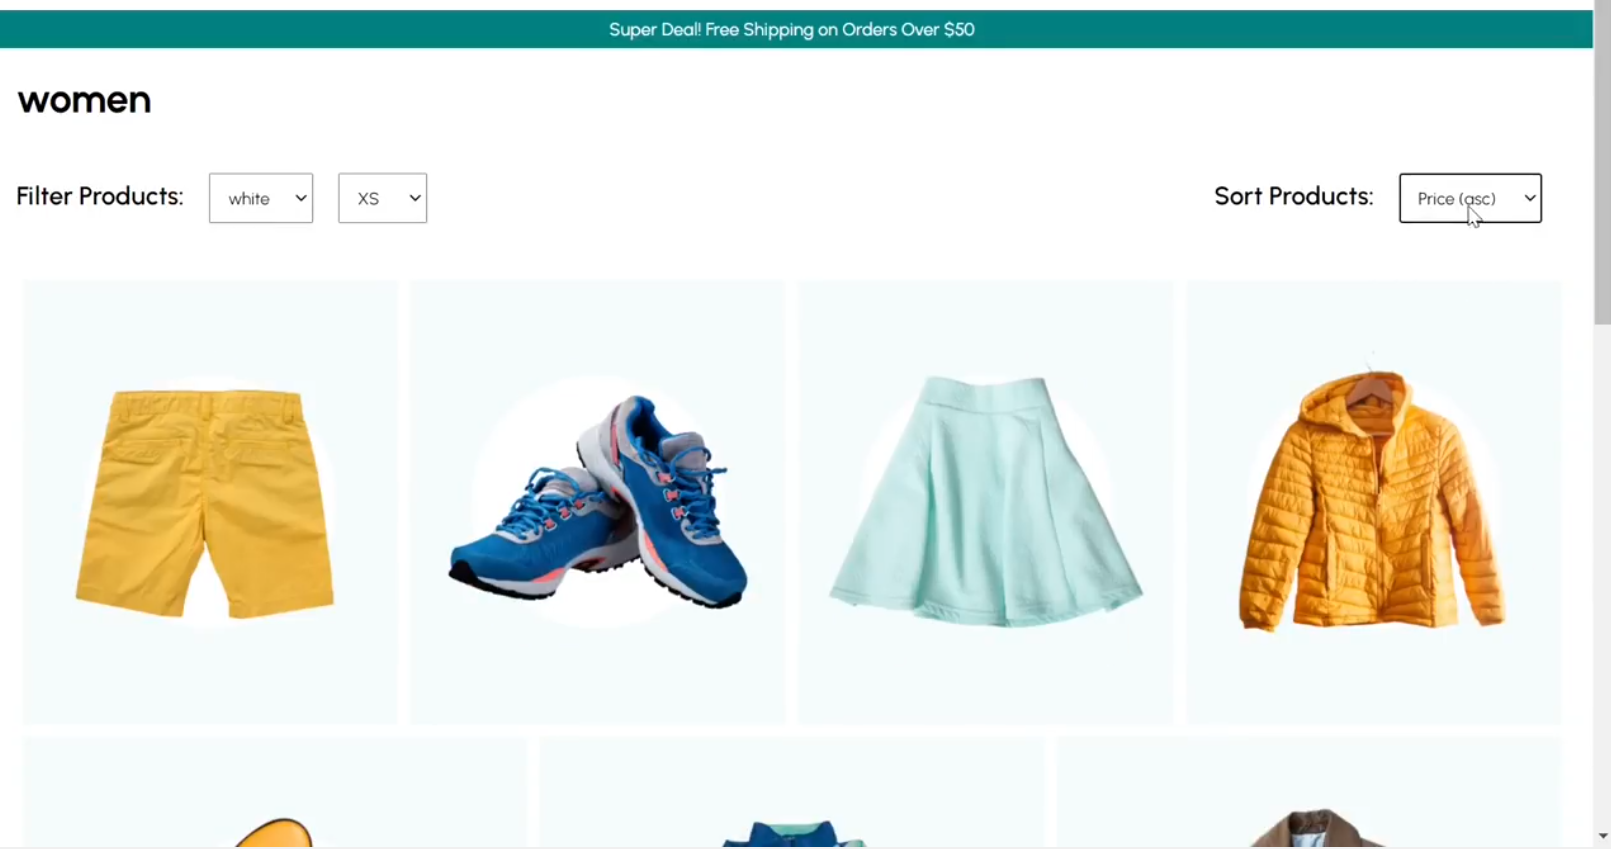 Super Deal! Free Shipping on Orders Over $50
women
Filter Products: white XS Sort Products: Price (asc)